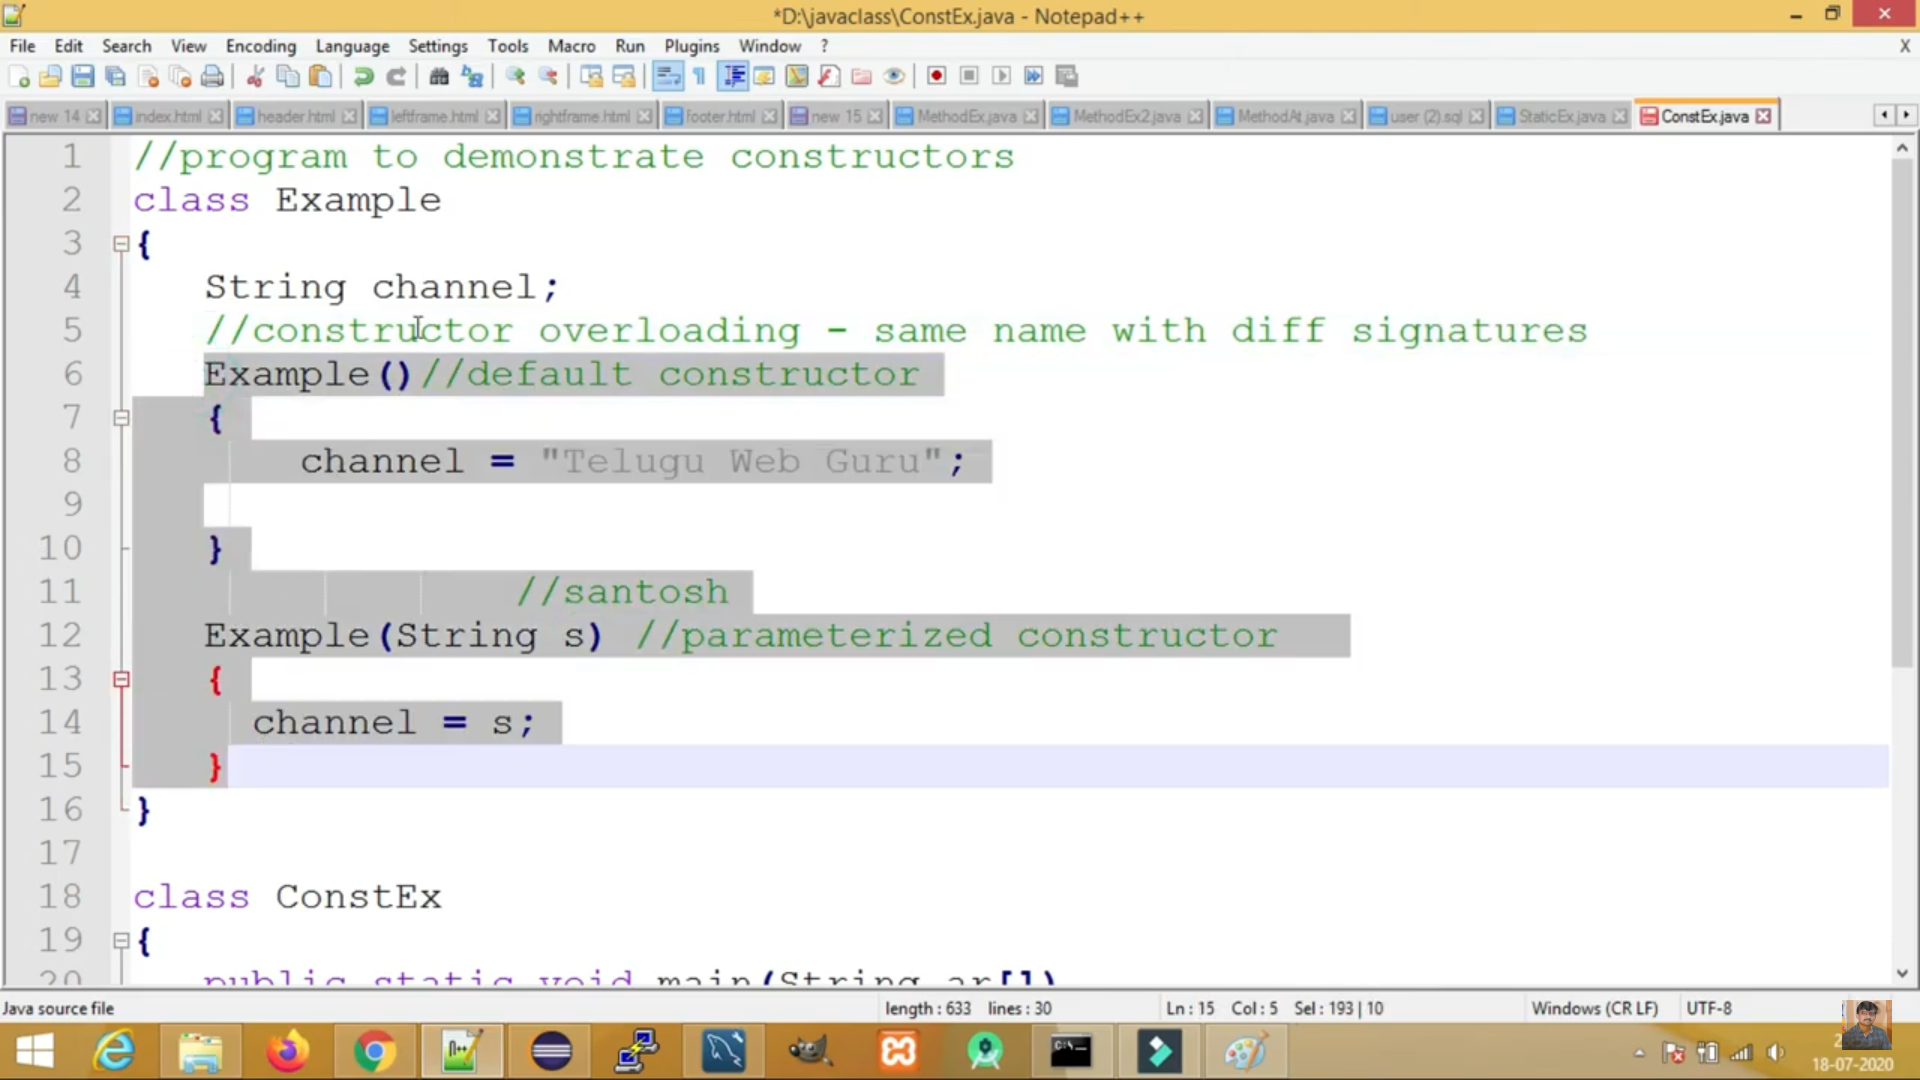 *D:\javaclass\ConstEx.java - Notepad++
File Edit Search View Encoding Language Settings Tools Macro Run Plugins Window ? X
new 14 index.html header.html leftframe.html rightframe.html footer.html new 15 MethodEx.java MethodEx2.java MethodAt.java user (2).sql StaticEx.java ConstEx.java
1 //program to demonstrate constructors
2 class Example
3 {
4 String channel;
5 //constructor overloading - same name with diff signatures
6 Example()//default constructor
7 {
8 channel = "Telugu Web Guru";
9
10 }
11 //santosh
12 Example(String s) //parameterized constructor
13 {
14 channel = s;
15 }
16 }
17
18 class ConstEx
19 {
20 public static void main(String ar[])
Java source file length : 633 lines : 30 Ln : 15 Col : 5 Sel : 193 | 10 Windows (CR LF) UTF-8
18-07-2020